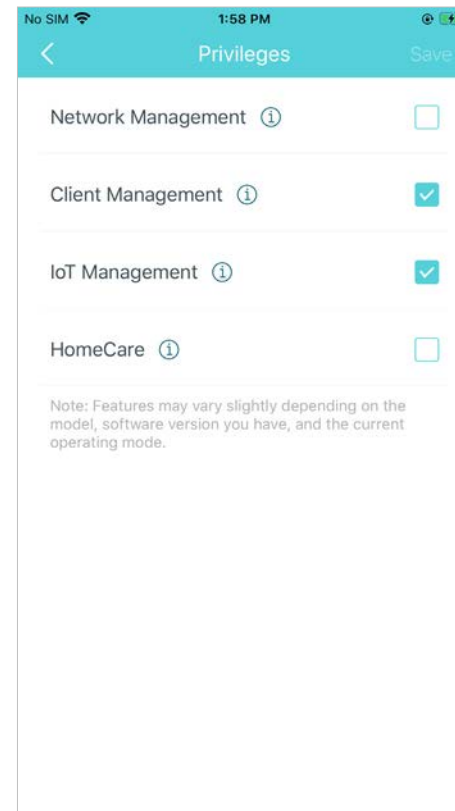 No SIM 1:58 PM
Privileges Save
Network Management
Client Management
IoT Management
HomeCare
Note: Features may vary slightly depending on the
model, software version you have, and the current
operating mode.